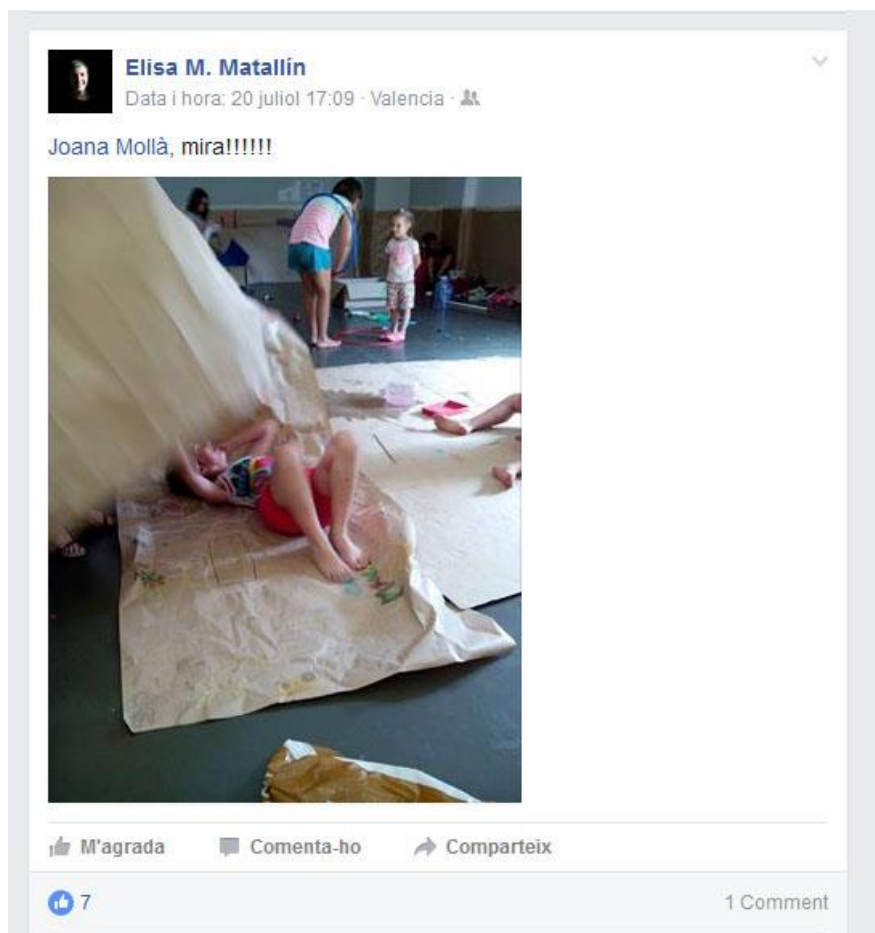 Elisa M. Matallín
Data i hora: 20 juliol 17:09 · Valencia ·
Joana Mollà, mira!!!!!!
M'agrada Comenta-ho Comparteix
7 1 Comment